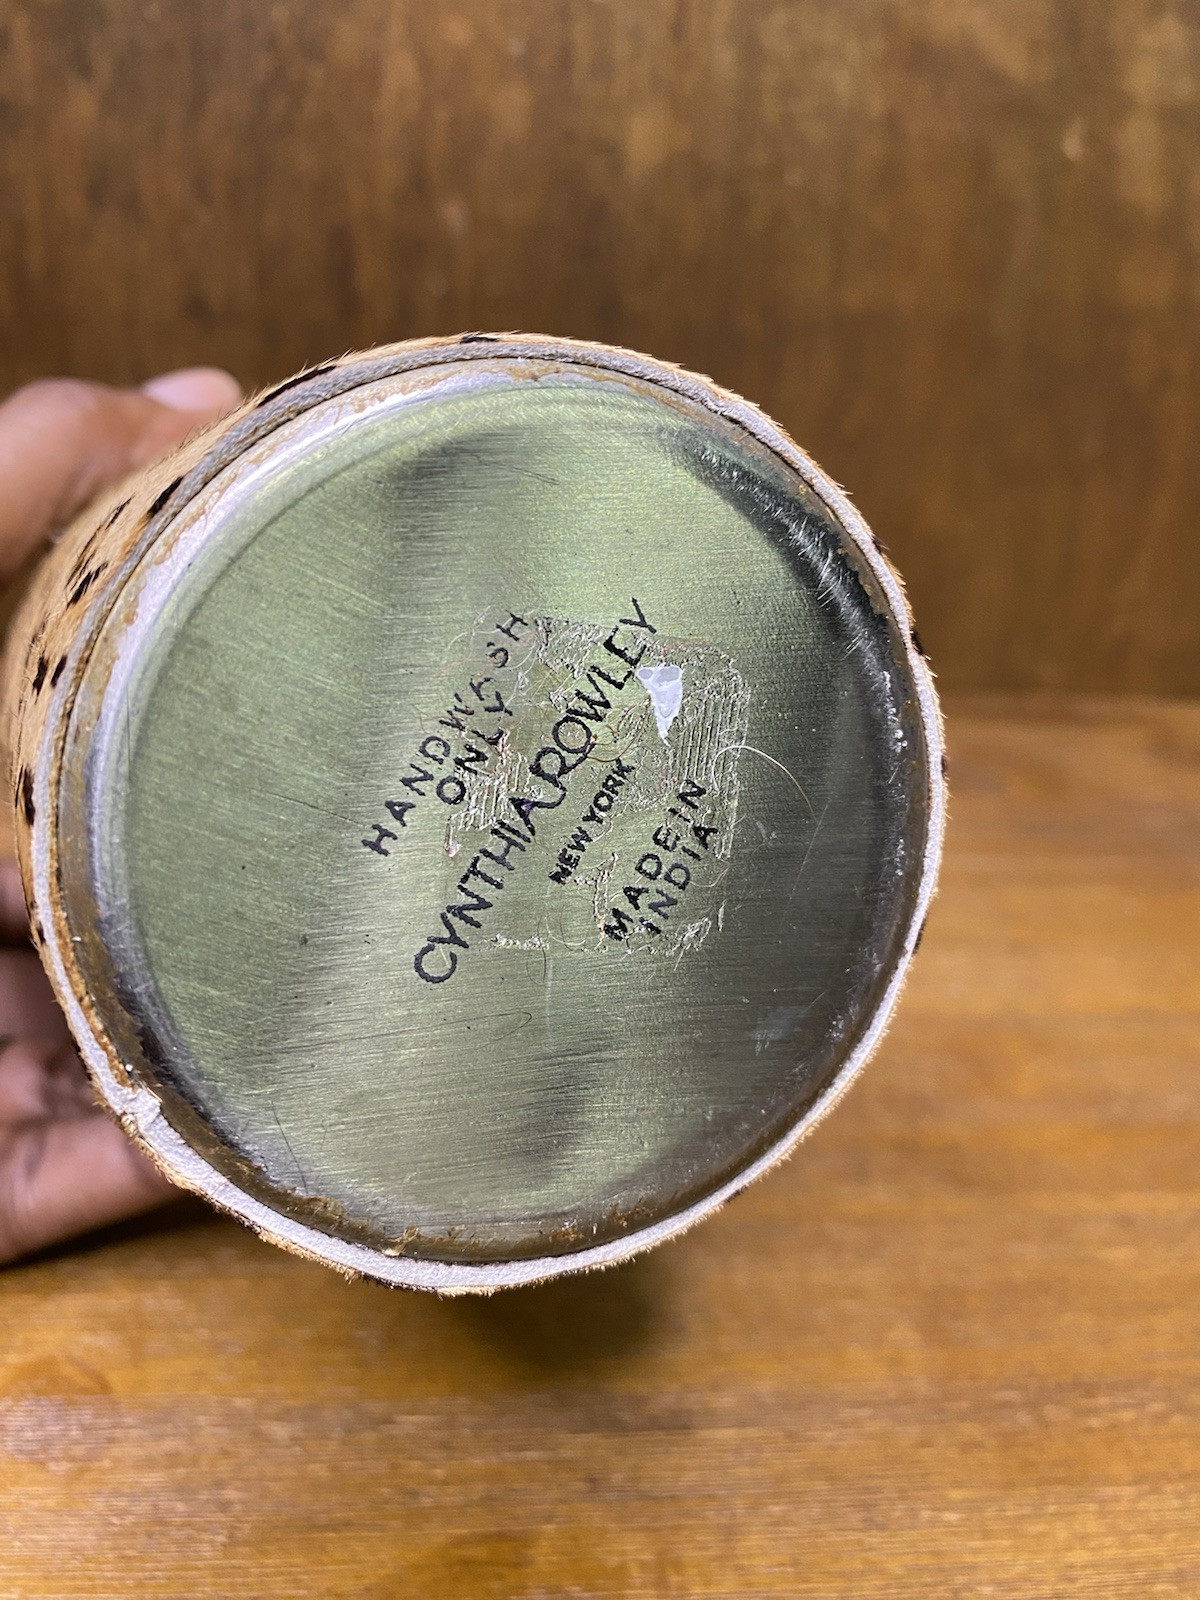 HAND WASH
ONLY
CYNTHIA ROWLEY
NEW YORK
MADE IN
INDIA